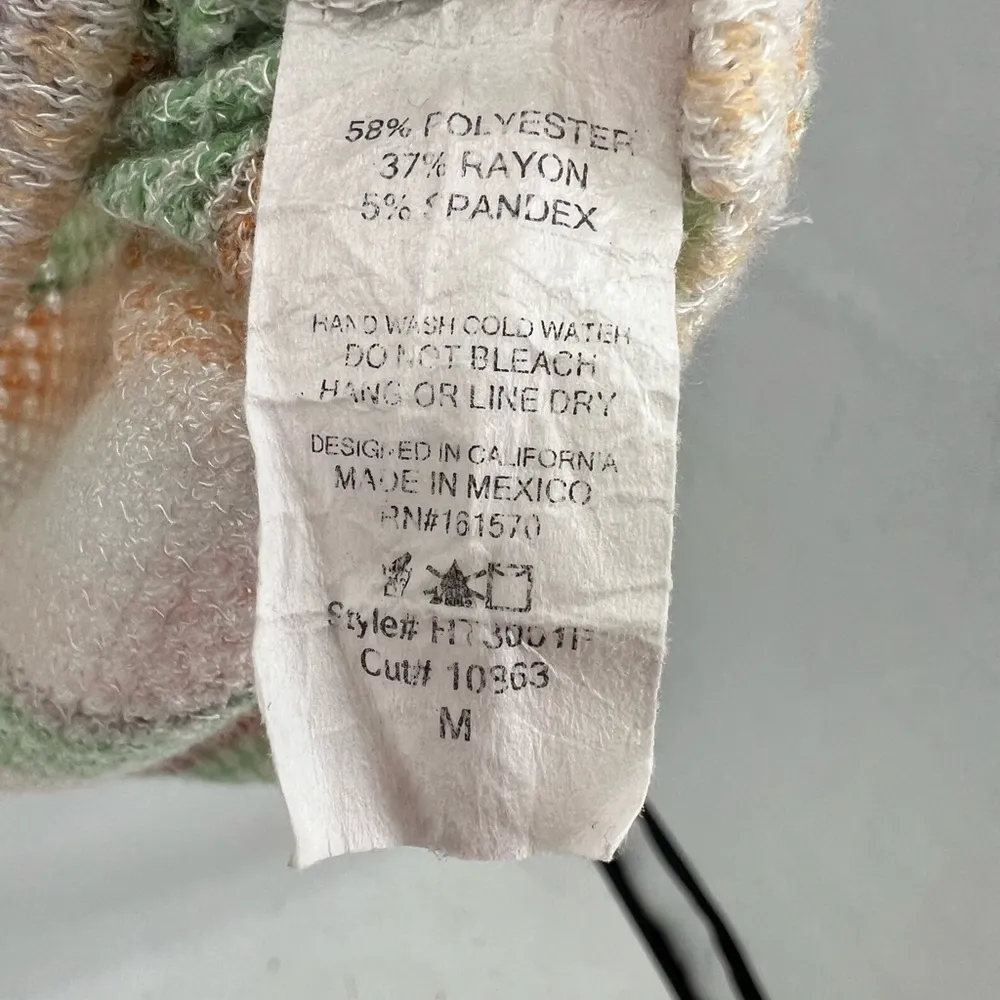 58% POLYESTER
37% RAYON
5% SPANDEX
HAND WASH COLD WATER
DO NOT BLEACH
HANG OR LINE DRY
DESIGNED IN CALIFORNIA
MADE IN MEXICO
RN#161570
Style#
Cut# 10863
M